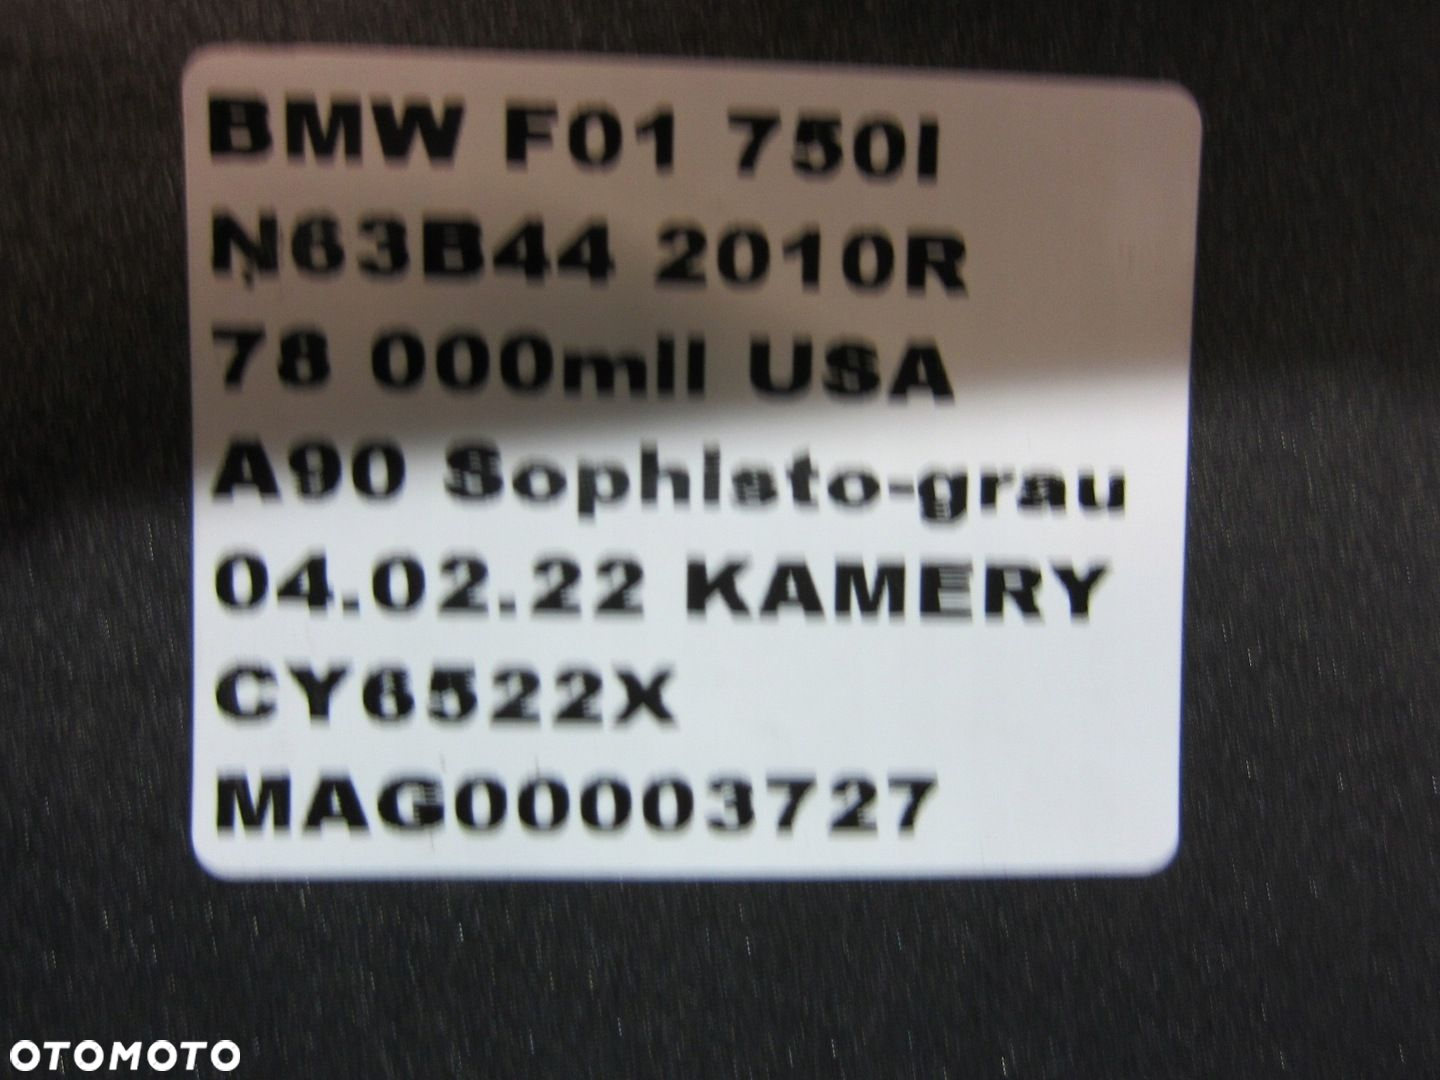 BMW F01 750I
N63B44 2010R
78 000mil USA
A90 Sophisto-grau
04.02.22 KAMERY
CY6522X
MAG00003727
OTOMOTO